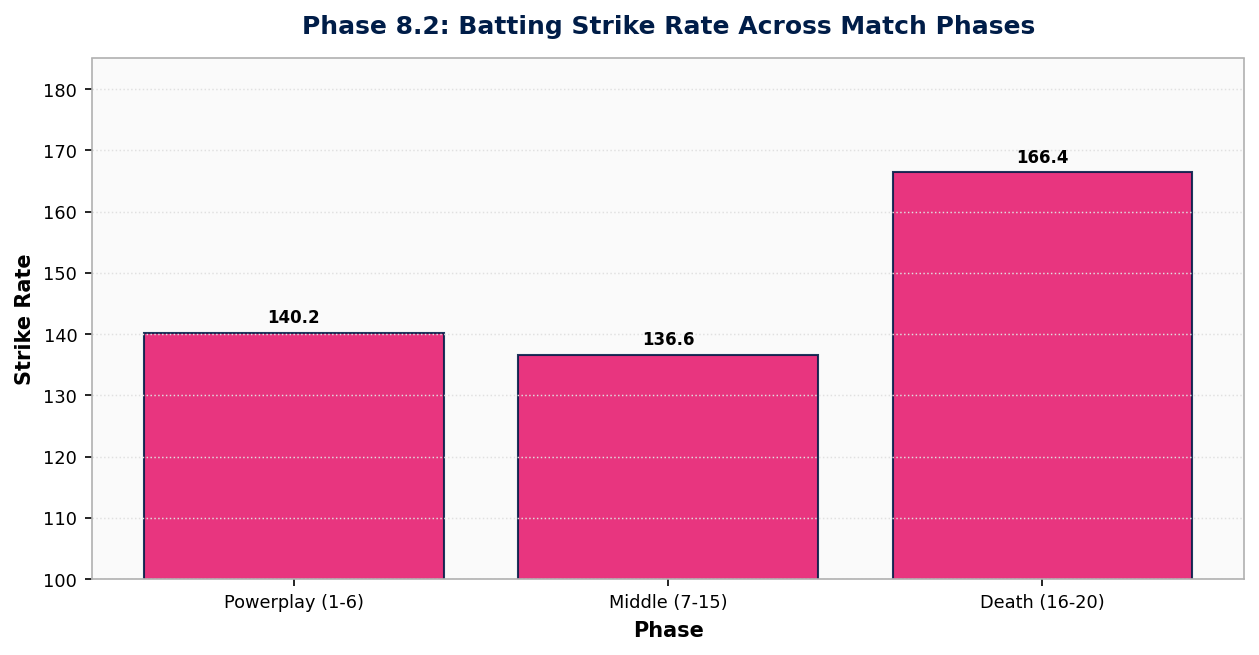 Phase 8.2: Batting Strike Rate Across Match Phases
Strike Rate
180
170
160
150
140
130
120
110
100
140.2
136.6
166.4
Powerplay (1-6)
Middle (7-15)
Death (16-20)
Phase